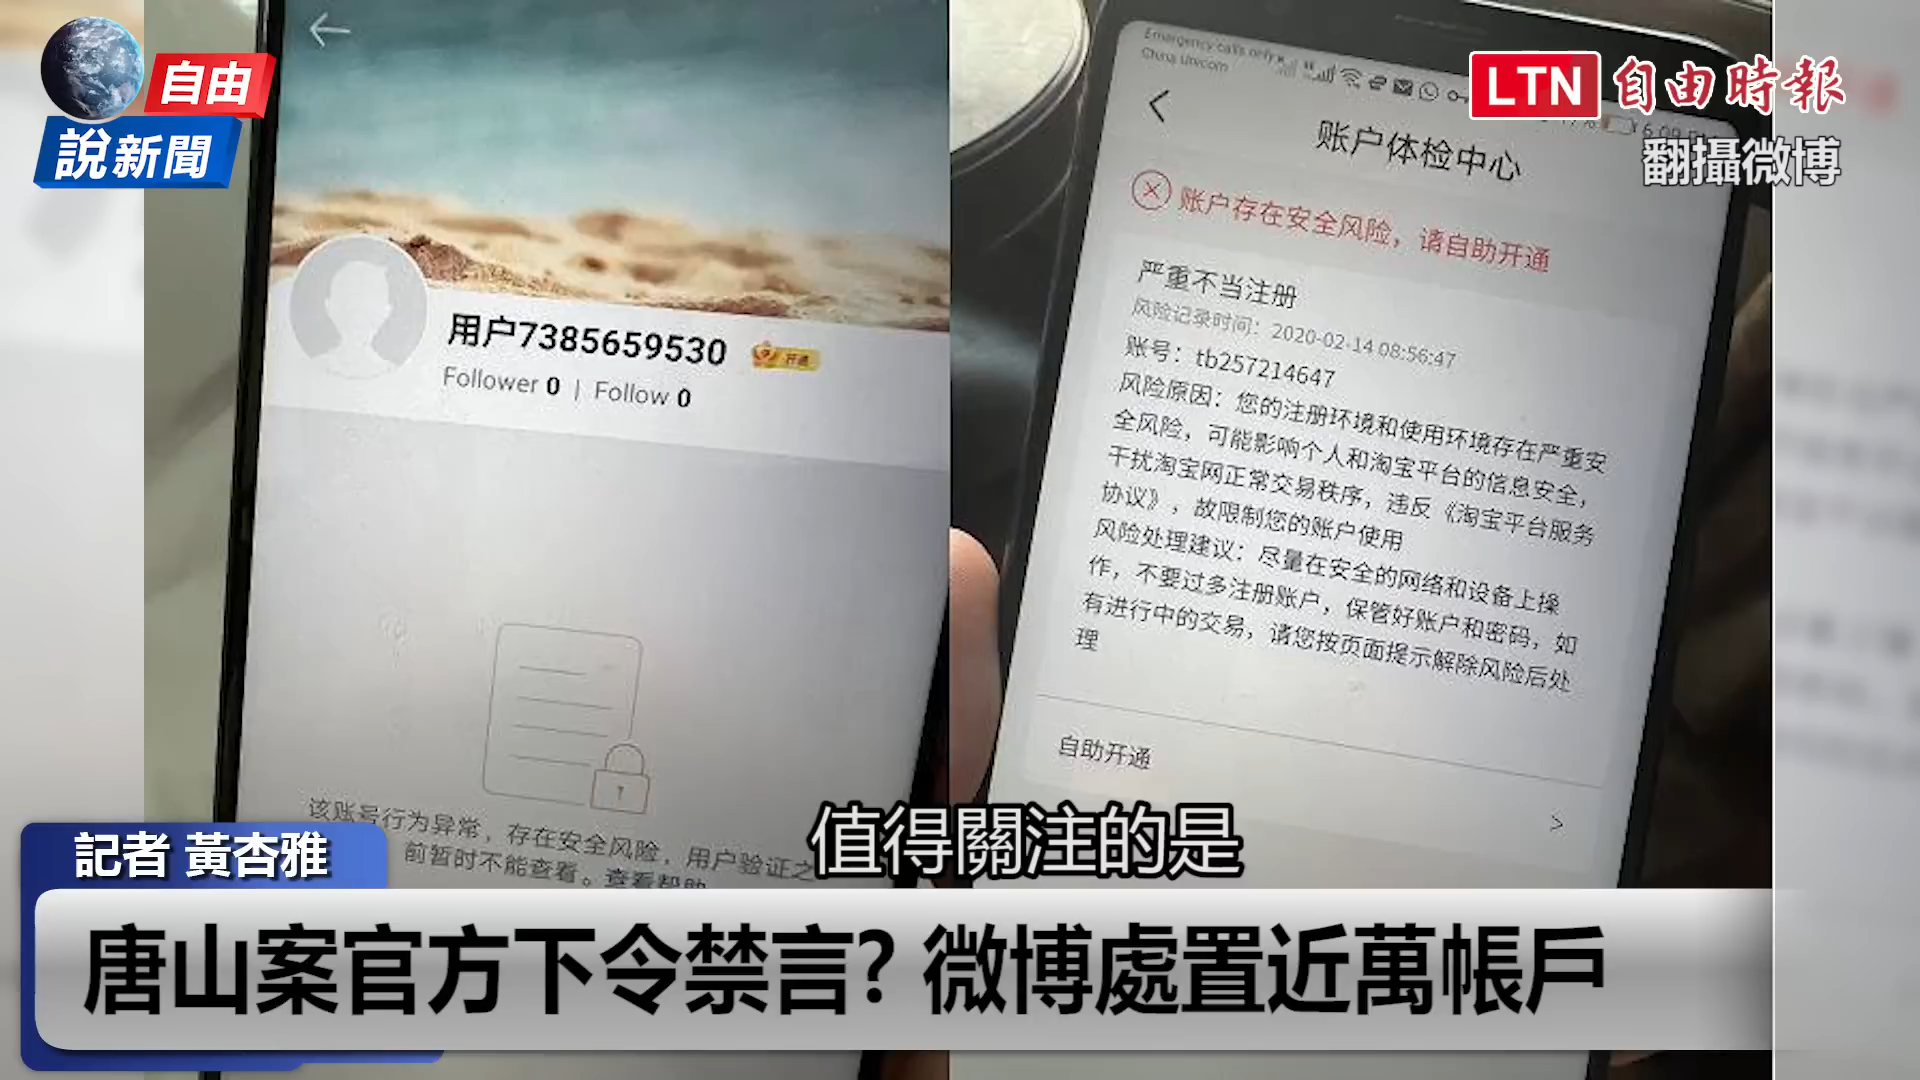 自由
說新聞
LTN 自由時報
翻攝微博
用户7385659530
开通
Follower 0 | Follow 0
该账号行为异常，存在安全风险，用户验证之
前暂时不能查看。查看帮助
Emergency calls only
China Unicom
账户体检中心
账户存在安全风险，请自助开通
严重不当注册
风险记录时间：2020-02-14 08:56:47
账号：tb257214647
风险原因：您的注册环境和使用环境存在严重安
全风险，可能影响个人和淘宝平台的信息安全，
干扰淘宝网正常交易秩序，违反《淘宝平台服务
协议》，故限制您的账户使用
风险处理建议：尽量在安全的网络和设备上操
作，不要过多注册账户，保管好账户和密码，如
有进行中的交易，请您按页面提示解除风险后处
理
自助开通
值得關注的是
記者 黃杏雅
唐山案官方下令禁言? 微博處置近萬帳戶